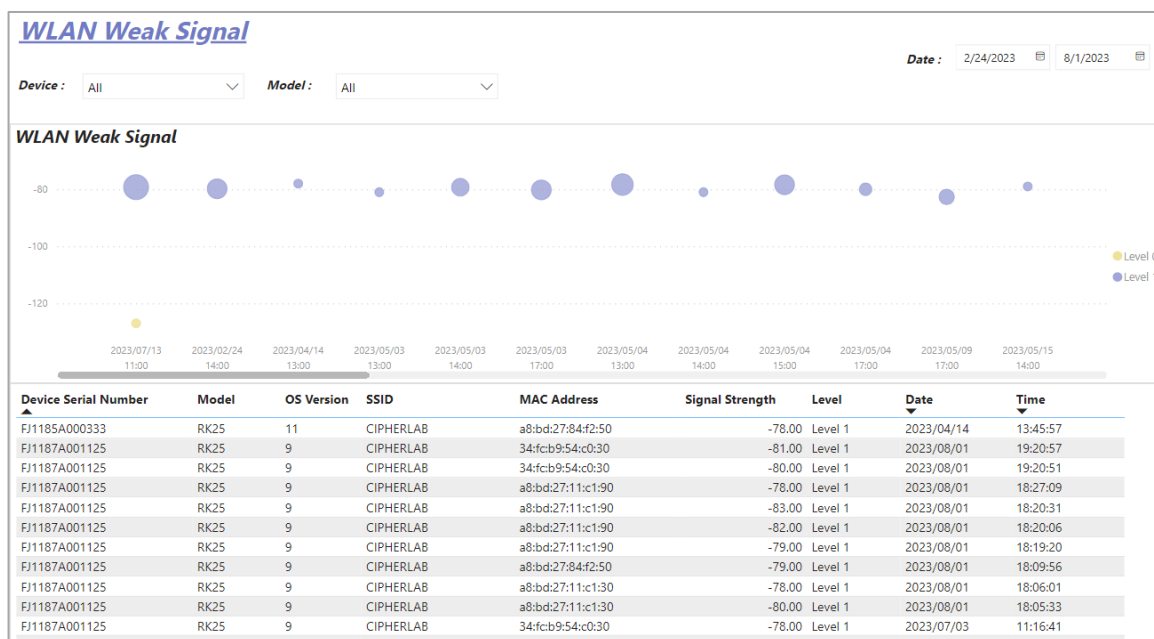 WLAN Weak Signal
Date : 2/24/2023 8/1/2023
Device : All Model : All
WLAN Weak Signal
-80
-100
Level
Level
-120
2023/07/13 2023/02/24 2023/04/14 2023/05/03 2023/05/03 2023/05/03 2023/05/04 2023/05/04 2023/05/04 2023/05/04 2023/05/09 2023/05/15
11:00 14:00 13:00 13:00 14:00 17:00 13:00 14:00 15:00 17:00 17:00 14:00
Device Serial Number Model OS Version SSID MAC Address Signal Strength Level Date Time
FJ1185A000333 RK25 11 CIPHERLAB a8:bd:27:84:f2:50 -78.00 Level 1 2023/04/14 13:45:57
FJ1187A001125 RK25 9 CIPHERLAB 34:fc:b9:54:c0:30 -81.00 Level 1 2023/08/01 19:20:57
FJ1187A001125 RK25 9 CIPHERLAB 34:fc:b9:54:c0:30 -80.00 Level 1 2023/08/01 19:20:51
FJ1187A001125 RK25 9 CIPHERLAB a8:bd:27:11:c1:90 -78.00 Level 1 2023/08/01 18:27:09
FJ1187A001125 RK25 9 CIPHERLAB a8:bd:27:11:c1:90 -83.00 Level 1 2023/08/01 18:20:31
FJ1187A001125 RK25 9 CIPHERLAB a8:bd:27:11:c1:90 -82.00 Level 1 2023/08/01 18:20:06
FJ1187A001125 RK25 9 CIPHERLAB a8:bd:27:11:c1:90 -79.00 Level 1 2023/08/01 18:19:20
FJ1187A001125 RK25 9 CIPHERLAB a8:bd:27:84:f2:50 -79.00 Level 1 2023/08/01 18:09:56
FJ1187A001125 RK25 9 CIPHERLAB a8:bd:27:11:c1:30 -78.00 Level 1 2023/08/01 18:06:01
FJ1187A001125 RK25 9 CIPHERLAB a8:bd:27:11:c1:30 -80.00 Level 1 2023/08/01 18:05:33
FJ1187A001125 RK25 9 CIPHERLAB 34:fc:b9:54:c0:30 -78.00 Level 1 2023/07/03 11:16:41